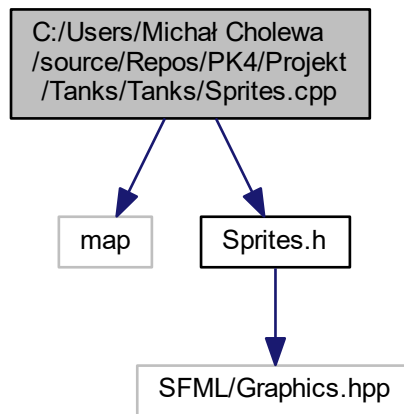 C:/Users/Michał Cholewa
/source/Repos/PK4/Projekt
/Tanks/Tanks/Sprites.cpp
map
Sprites.h
SFML/Graphics.hpp